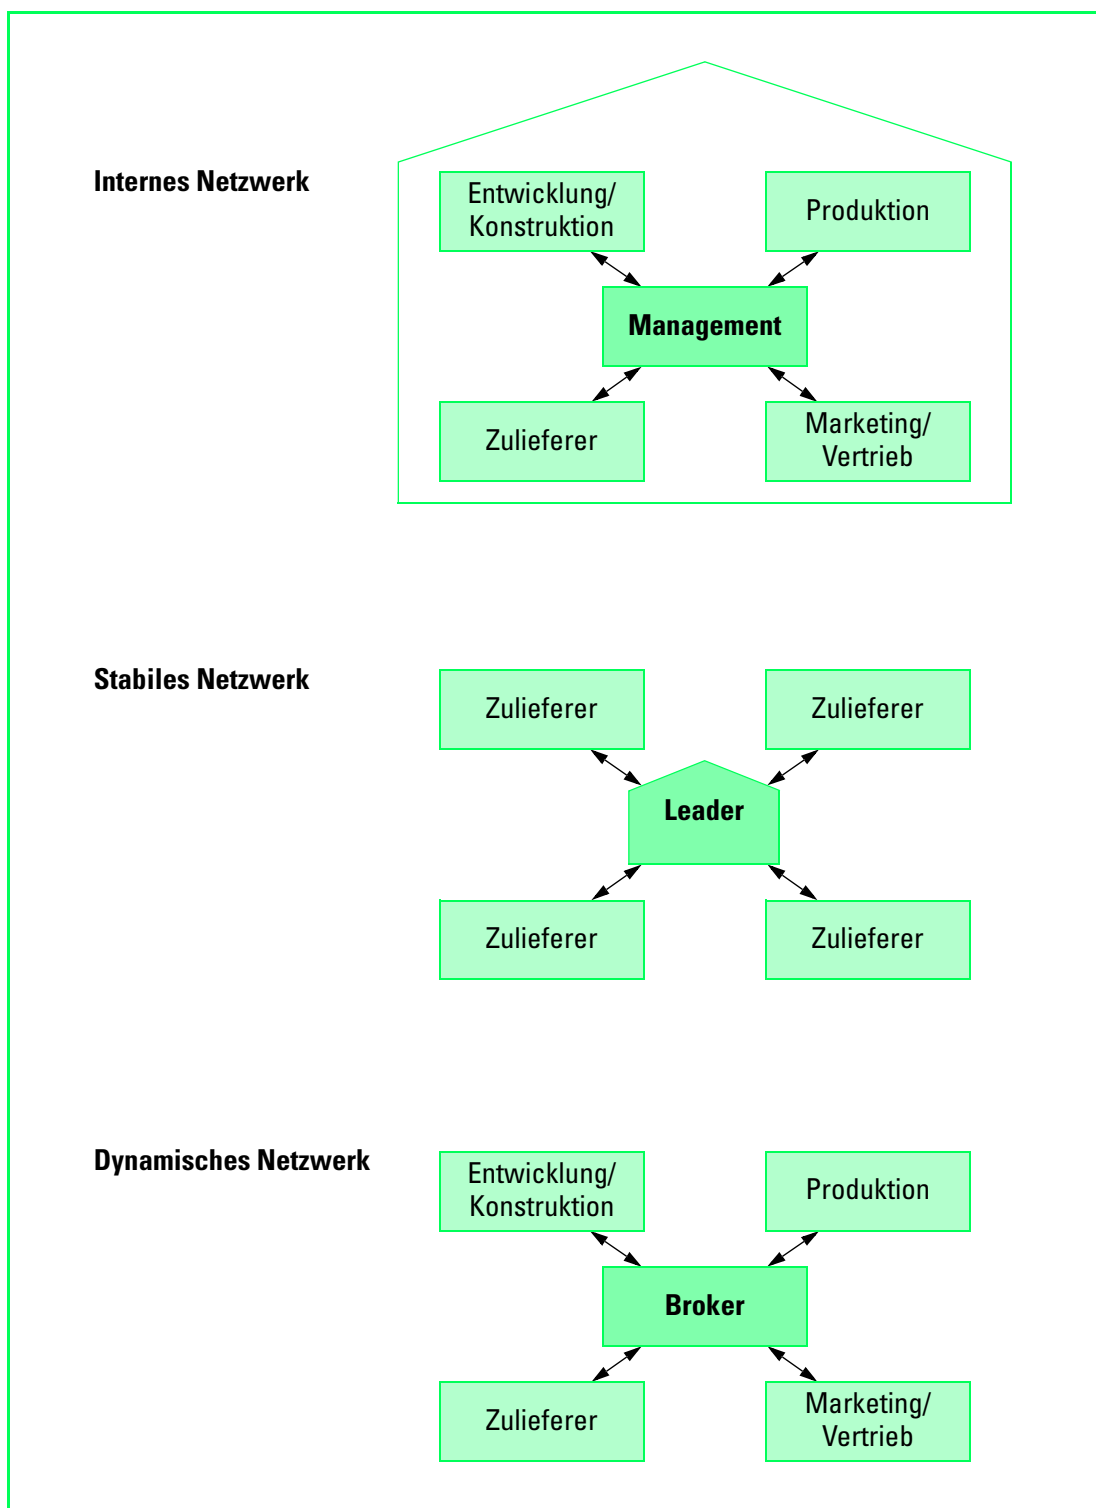 Internes Netzwerk
Entwicklung/
Konstruktion
Produktion
Management
Zulieferer
Marketing/
Vertrieb
Stabiles Netzwerk
Zulieferer
Zulieferer
Leader
Zulieferer
Zulieferer
Dynamisches Netzwerk
Entwicklung/
Konstruktion
Produktion
Broker
Zulieferer
Marketing/
Vertrieb